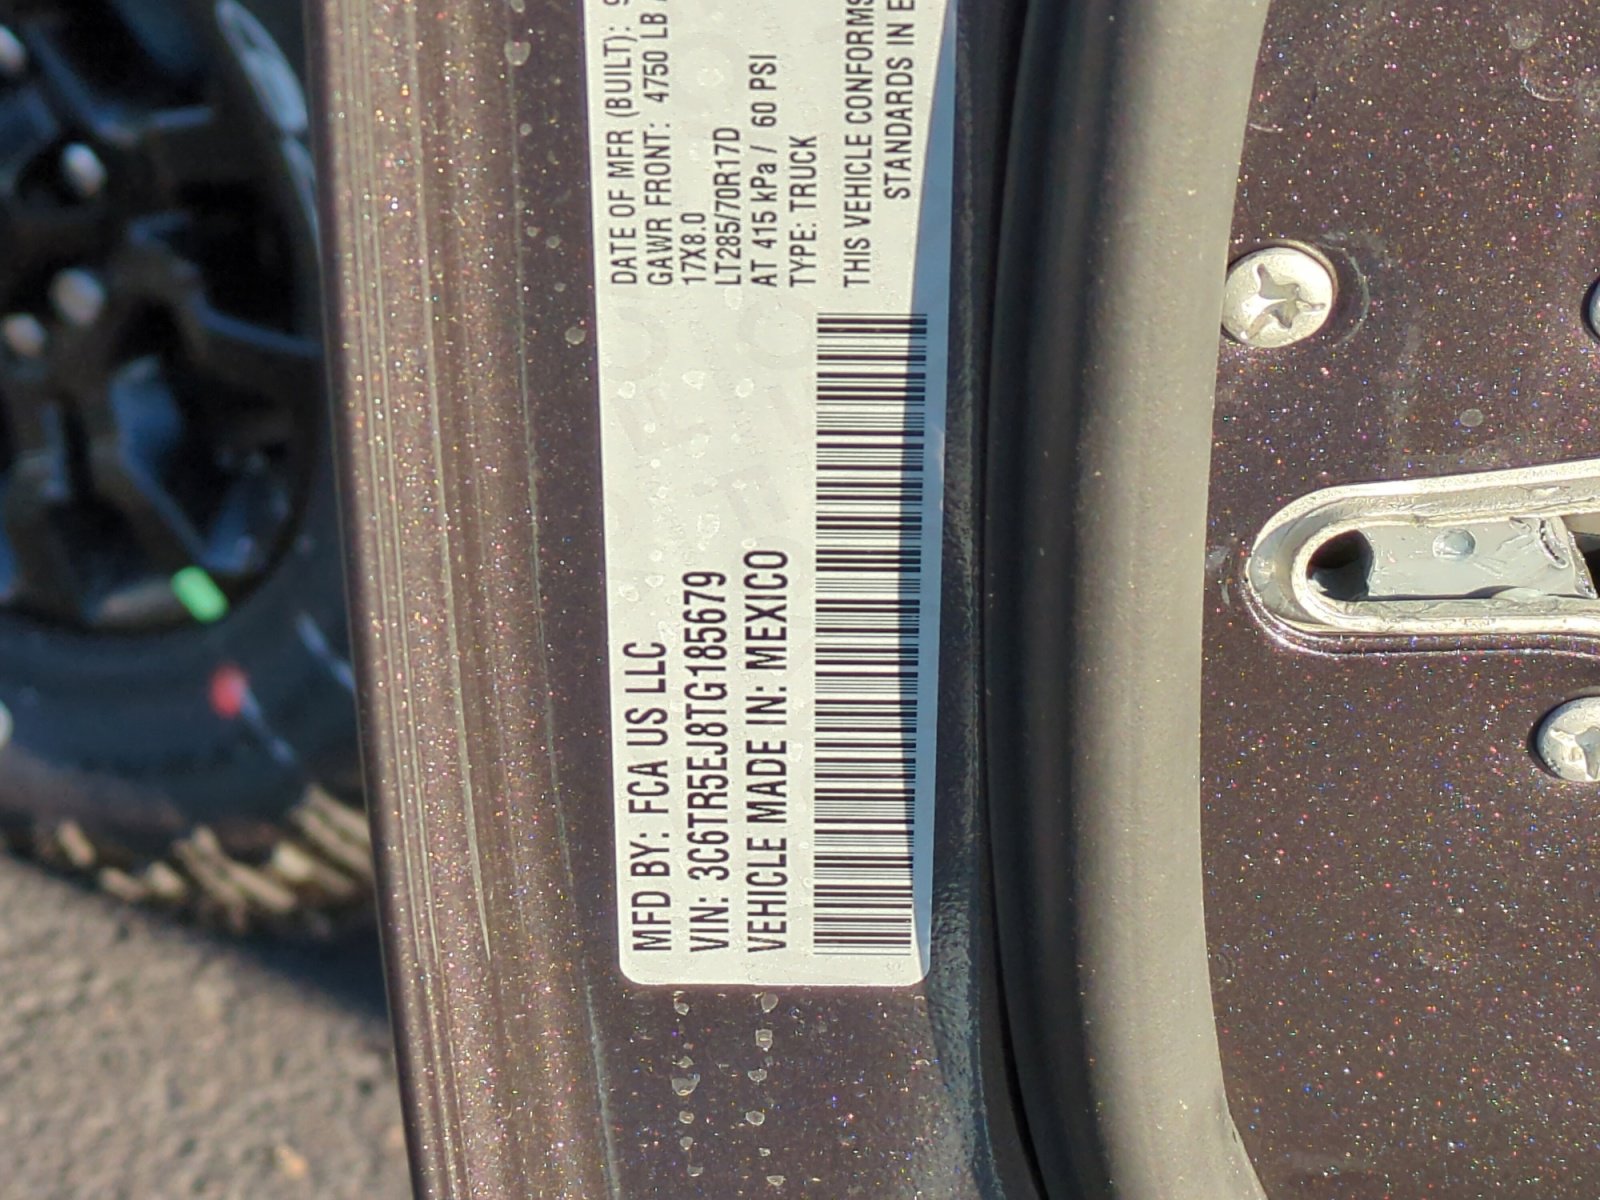 MFD BY: FCA US LLC
VIN: 3C6TR5EJ8TG185679
VEHICLE MADE IN: MEXICO
DATE OF MFR (BUILT):
GAWR FRONT: 4750 LB
17X8.0
LT285/70R17D
AT 415 kPa / 60 PSI
TYPE: TRUCK
THIS VEHICLE CONFORMS
STANDARDS IN